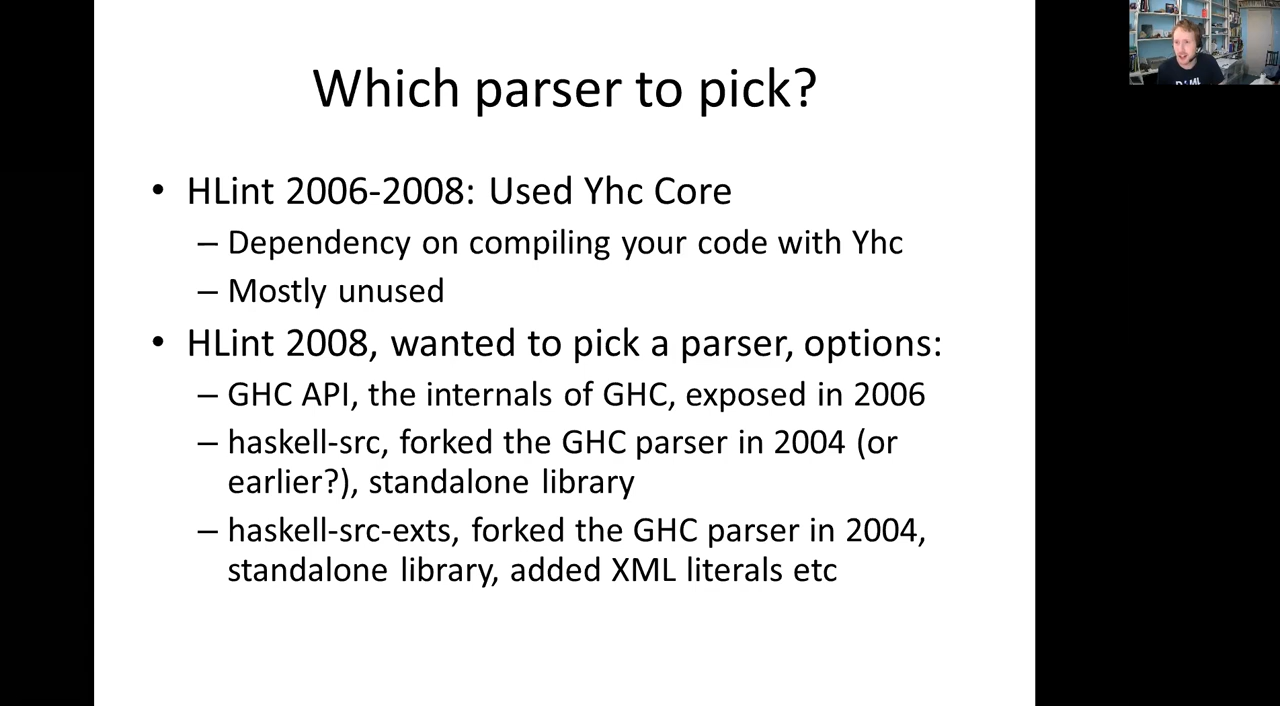 Which parser to pick?
• HLint 2006-2008: Used Yhc Core
– Dependency on compiling your code with Yhc
– Mostly unused
• HLint 2008, wanted to pick a parser, options:
– GHC API, the internals of GHC, exposed in 2006
– haskell-src, forked the GHC parser in 2004 (or
earlier?), standalone library
– haskell-src-exts, forked the GHC parser in 2004,
standalone library, added XML literals etc